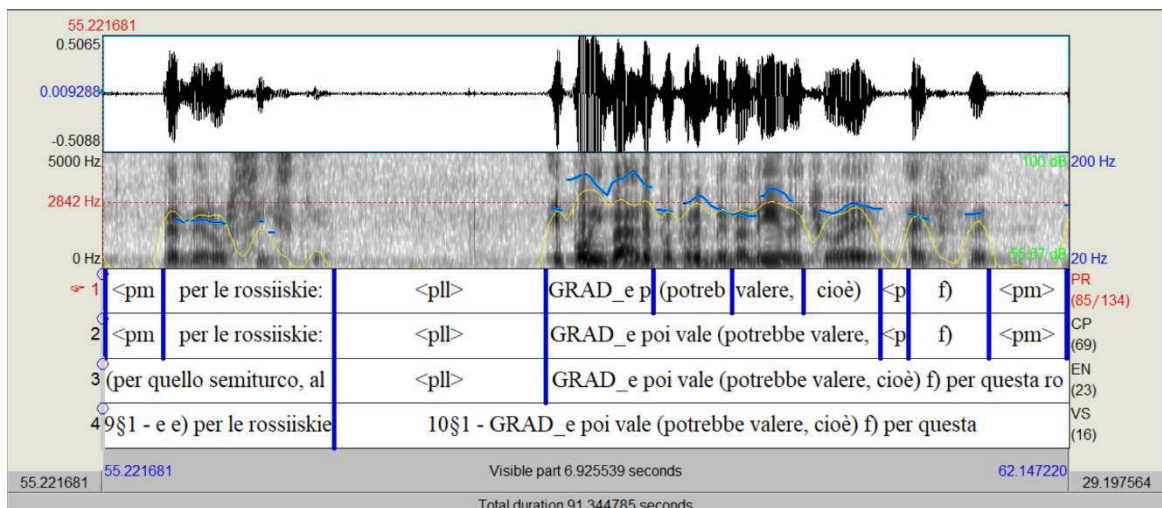 55.221681
0.5065
0.009288
-0.5088
5000 Hz 100 dB 200 Hz
2842 Hz
0 Hz 55.67 dB 20 Hz
1 <pm per le rossiiskie: <pll> GRAD_e p (potreb valere, cioè) <p f) <pm> PR (85/134)
2 <pm per le rossiiskie: <pll> GRAD_e poi vale (potrebbe valere, <p f) <pm> CP (69)
3 (per quello semiturco, al <pll> GRAD_e poi vale (potrebbe valere, cioè) f) per questa ro EN (23)
4 9§1 - e e) per le rossiiskie 10§1 - GRAD_e poi vale (potrebbe valere, cioè) f) per questa VS (16)
55.221681 Visible part 6.925539 seconds 62.147220
55.221681 29.197564
Total duration 91.344785 seconds